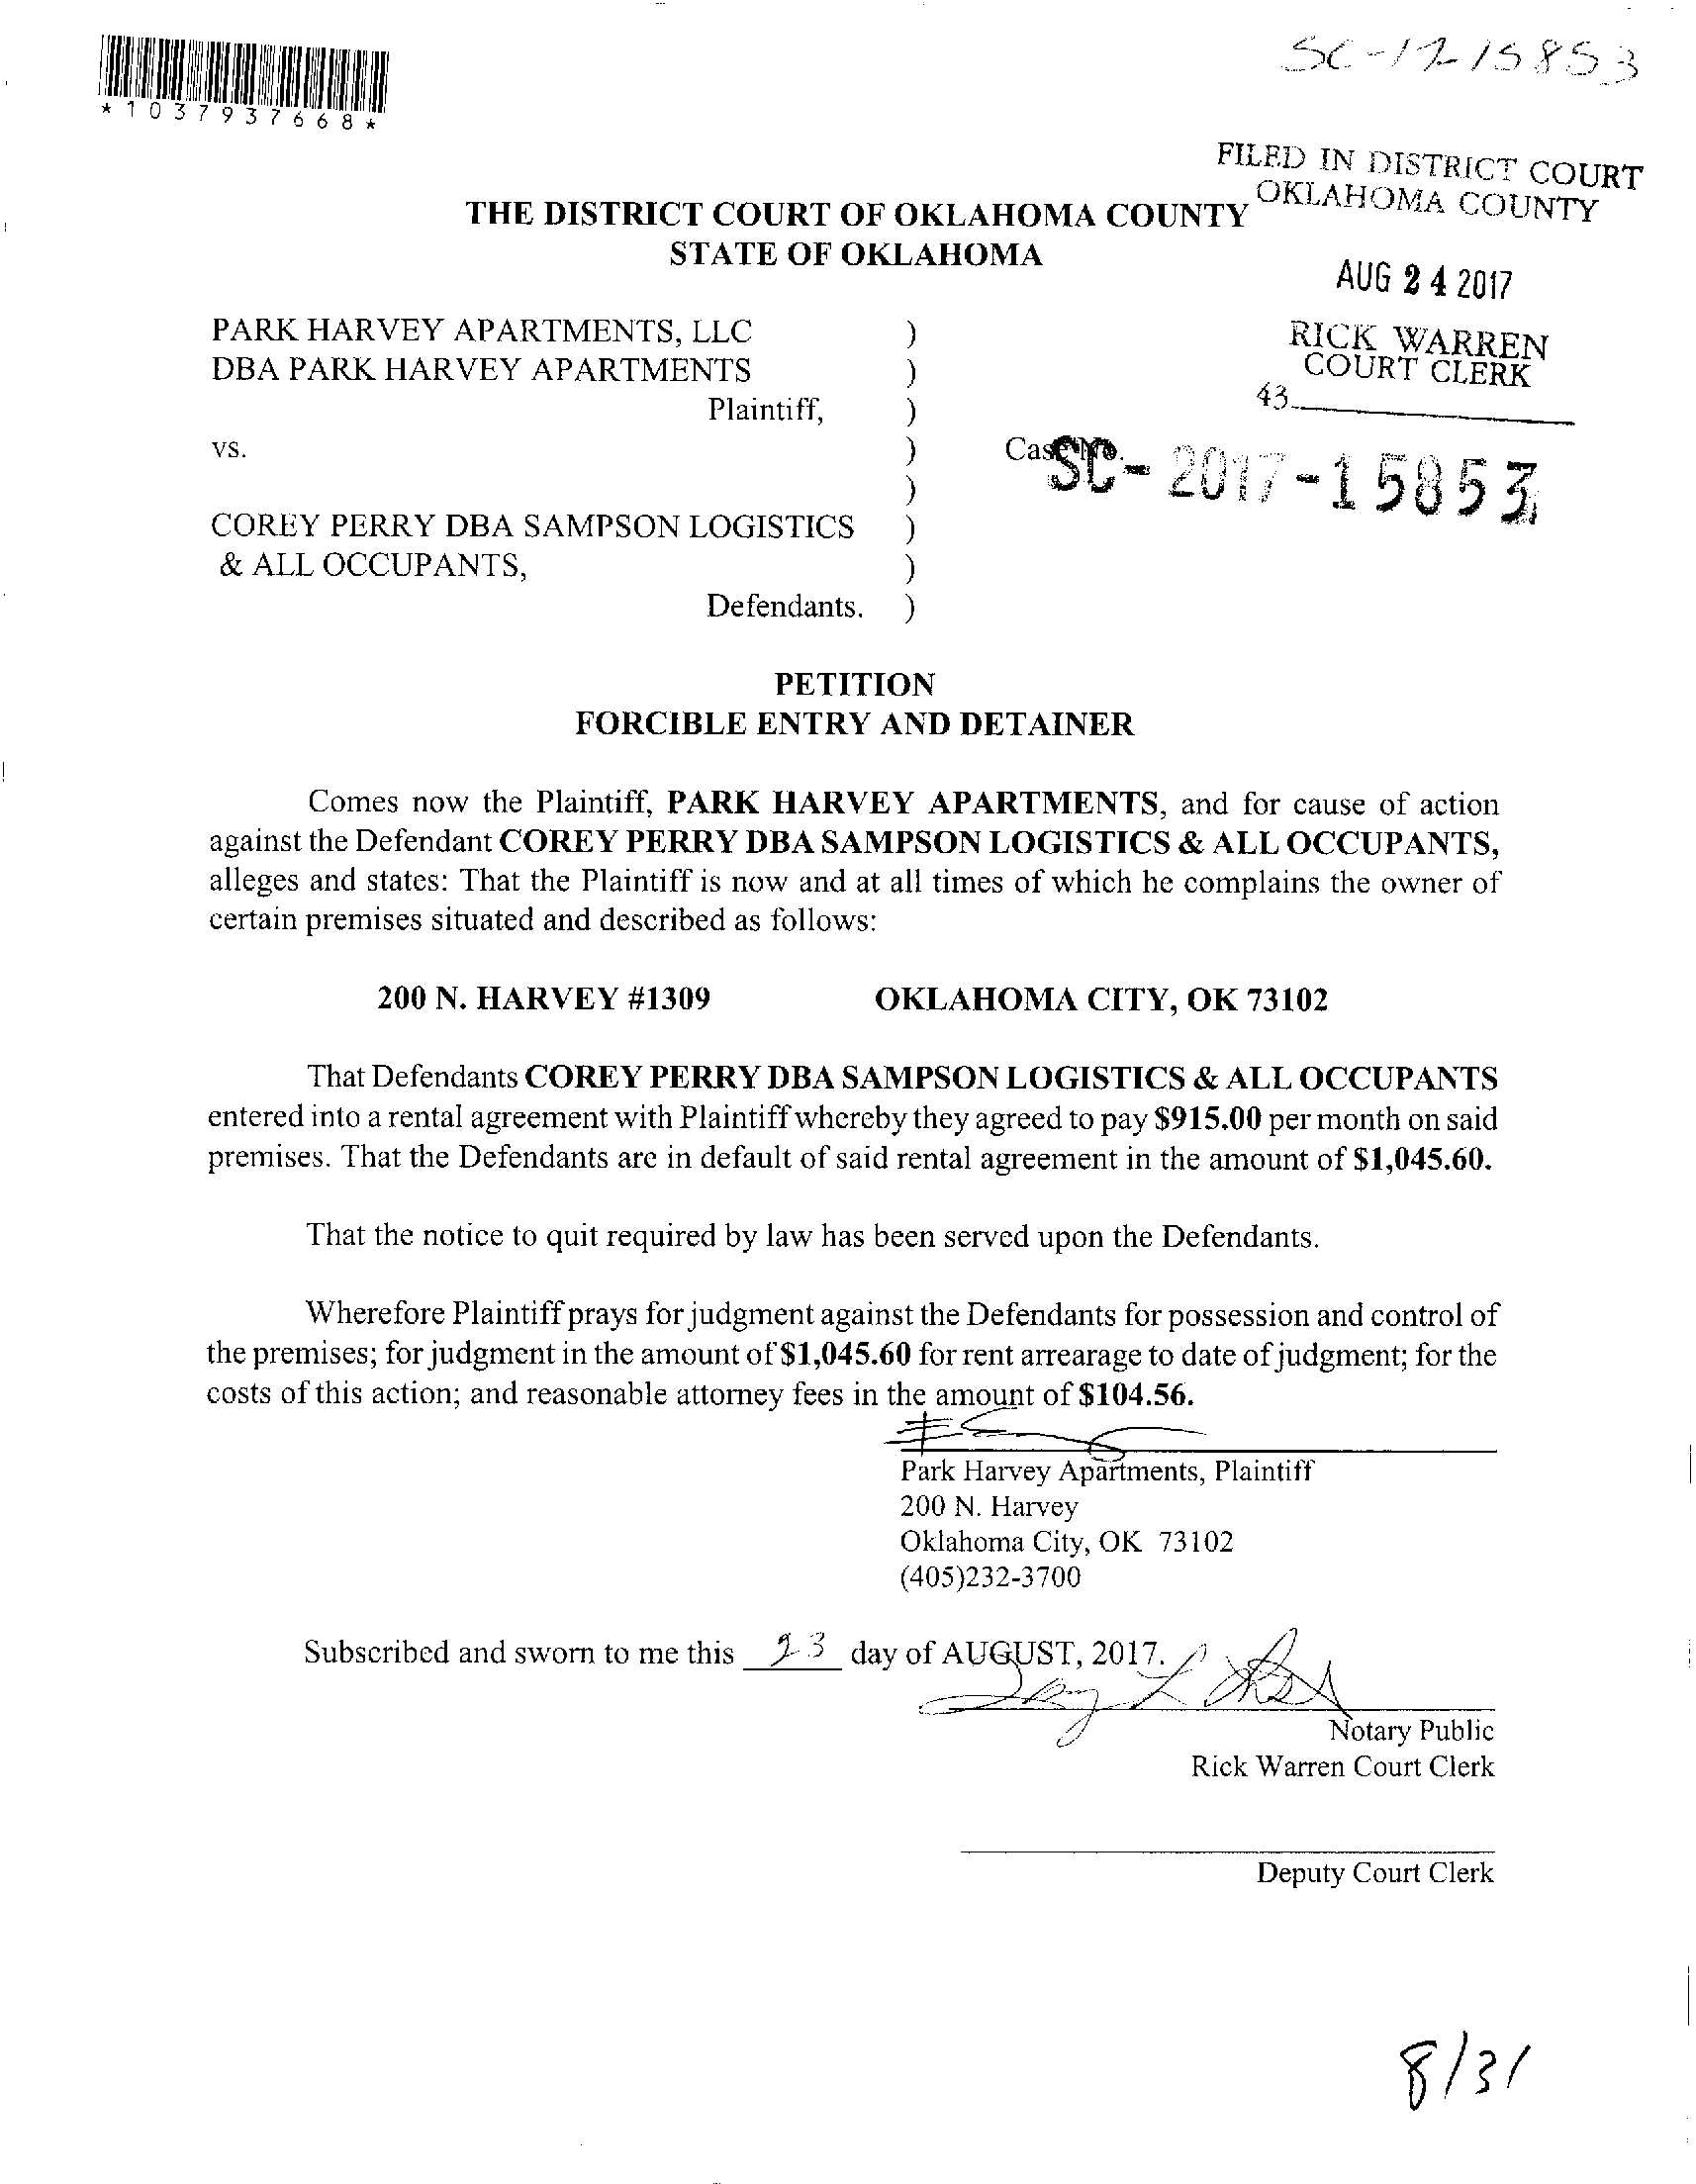 SC-17-15853
*1037937668*
FILED IN DISTRICT COURT
OKLAHOMA COUNTY
THE DISTRICT COURT OF OKLAHOMA COUNTY
STATE OF OKLAHOMA
AUG 24 2017
PARK HARVEY APARTMENTS, LLC )
RICK WARREN
DBA PARK HARVEY APARTMENTS )
COURT CLERK
Plaintiff, )
43
vs. )
Case No. SC-2017-15853
)
COREY PERRY DBA SAMPSON LOGISTICS )
& ALL OCCUPANTS, )
Defendants. )
PETITION
FORCIBLE ENTRY AND DETAINER
Comes now the Plaintiff, PARK HARVEY APARTMENTS, and for cause of action
against the Defendant COREY PERRY DBA SAMPSON LOGISTICS & ALL OCCUPANTS,
alleges and states: That the Plaintiff is now and at all times of which he complains the owner of
certain premises situated and described as follows:
200 N. HARVEY #1309 OKLAHOMA CITY, OK 73102
That Defendants COREY PERRY DBA SAMPSON LOGISTICS & ALL OCCUPANTS
entered into a rental agreement with Plaintiff whereby they agreed to pay $915.00 per month on said
premises. That the Defendants are in default of said rental agreement in the amount of $1,045.60.
That the notice to quit required by law has been served upon the Defendants.
Wherefore Plaintiff prays for judgment against the Defendants for possession and control of
the premises; for judgment in the amount of $1,045.60 for rent arrearage to date of judgment; for the
costs of this action; and reasonable attorney fees in the amount of $104.56.
Park Harvey Apartments, Plaintiff
200 N. Harvey
Oklahoma City, OK 73102
(405)232-3700
Subscribed and sworn to me this 23 day of AUGUST, 2017.
Notary Public
Rick Warren Court Clerk
Deputy Court Clerk
8/31